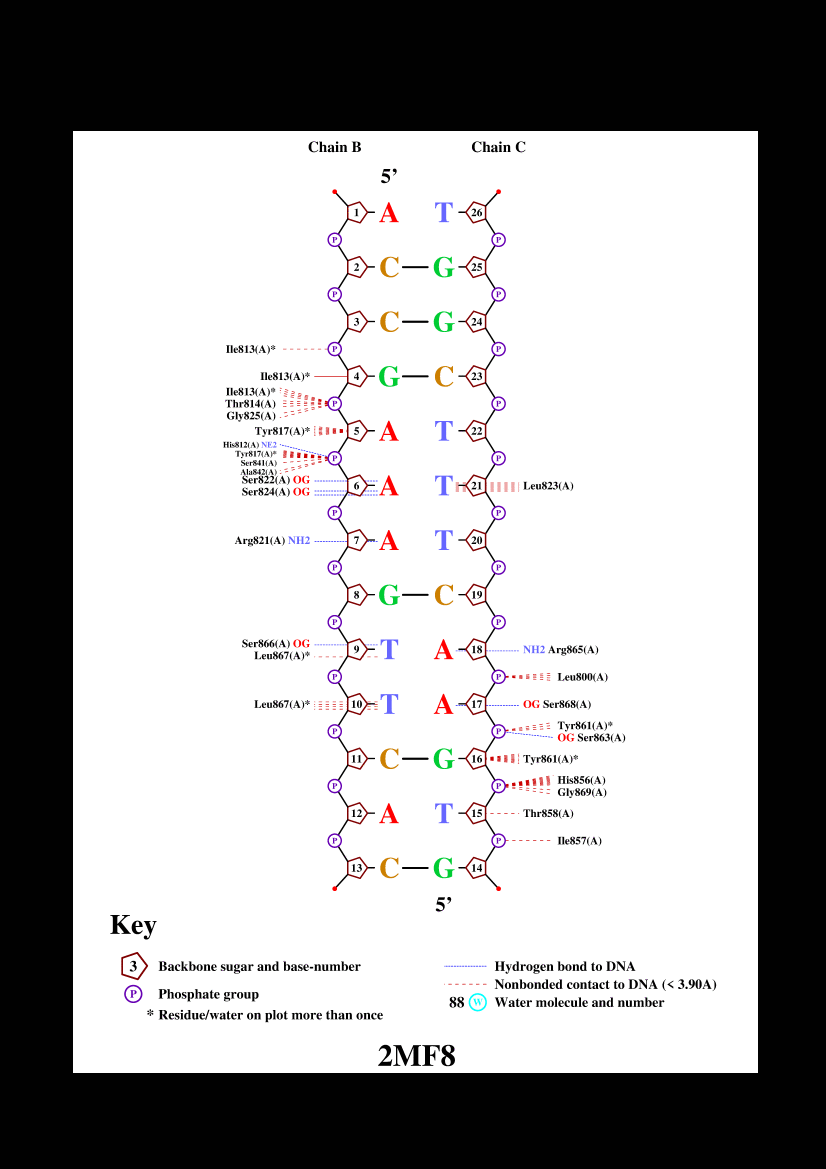 Chain B Chain C
5’
1 A T 26
P P
2 C G 25
P P
3 C G 24
Ile813(A)* P P
Ile813(A)* 4 G C 23
Ile813(A)*
Thr814(A) P P
Gly825(A)
Tyr817(A)* 5 A T 22
His812(A) NE2
Tyr817(A)* P P
Ser841(A)
Ala842(A)
Ser822(A) OG 6 A T 21 Leu823(A)
Ser824(A) OG
P P
Arg821(A) NH2 7 A T 20
P P
8 G C 19
P P
Ser866(A) OG 9 T A 18 NH2 Arg865(A)
Leu867(A)*
P P Leu800(A)
Leu867(A)* 10 T A 17 OG Ser868(A)
Tyr861(A)*
P P OG Ser863(A)
11 C G 16 Tyr861(A)*
His856(A)
P P Gly869(A)
12 A T 15 Thr858(A)
P P Ile857(A)
13 C G 14
5’
Key
3 Backbone sugar and base-number
P Phosphate group
* Residue/water on plot more than once
Hydrogen bond to DNA
Nonbonded contact to DNA (< 3.90A)
88 W Water molecule and number
2MF8